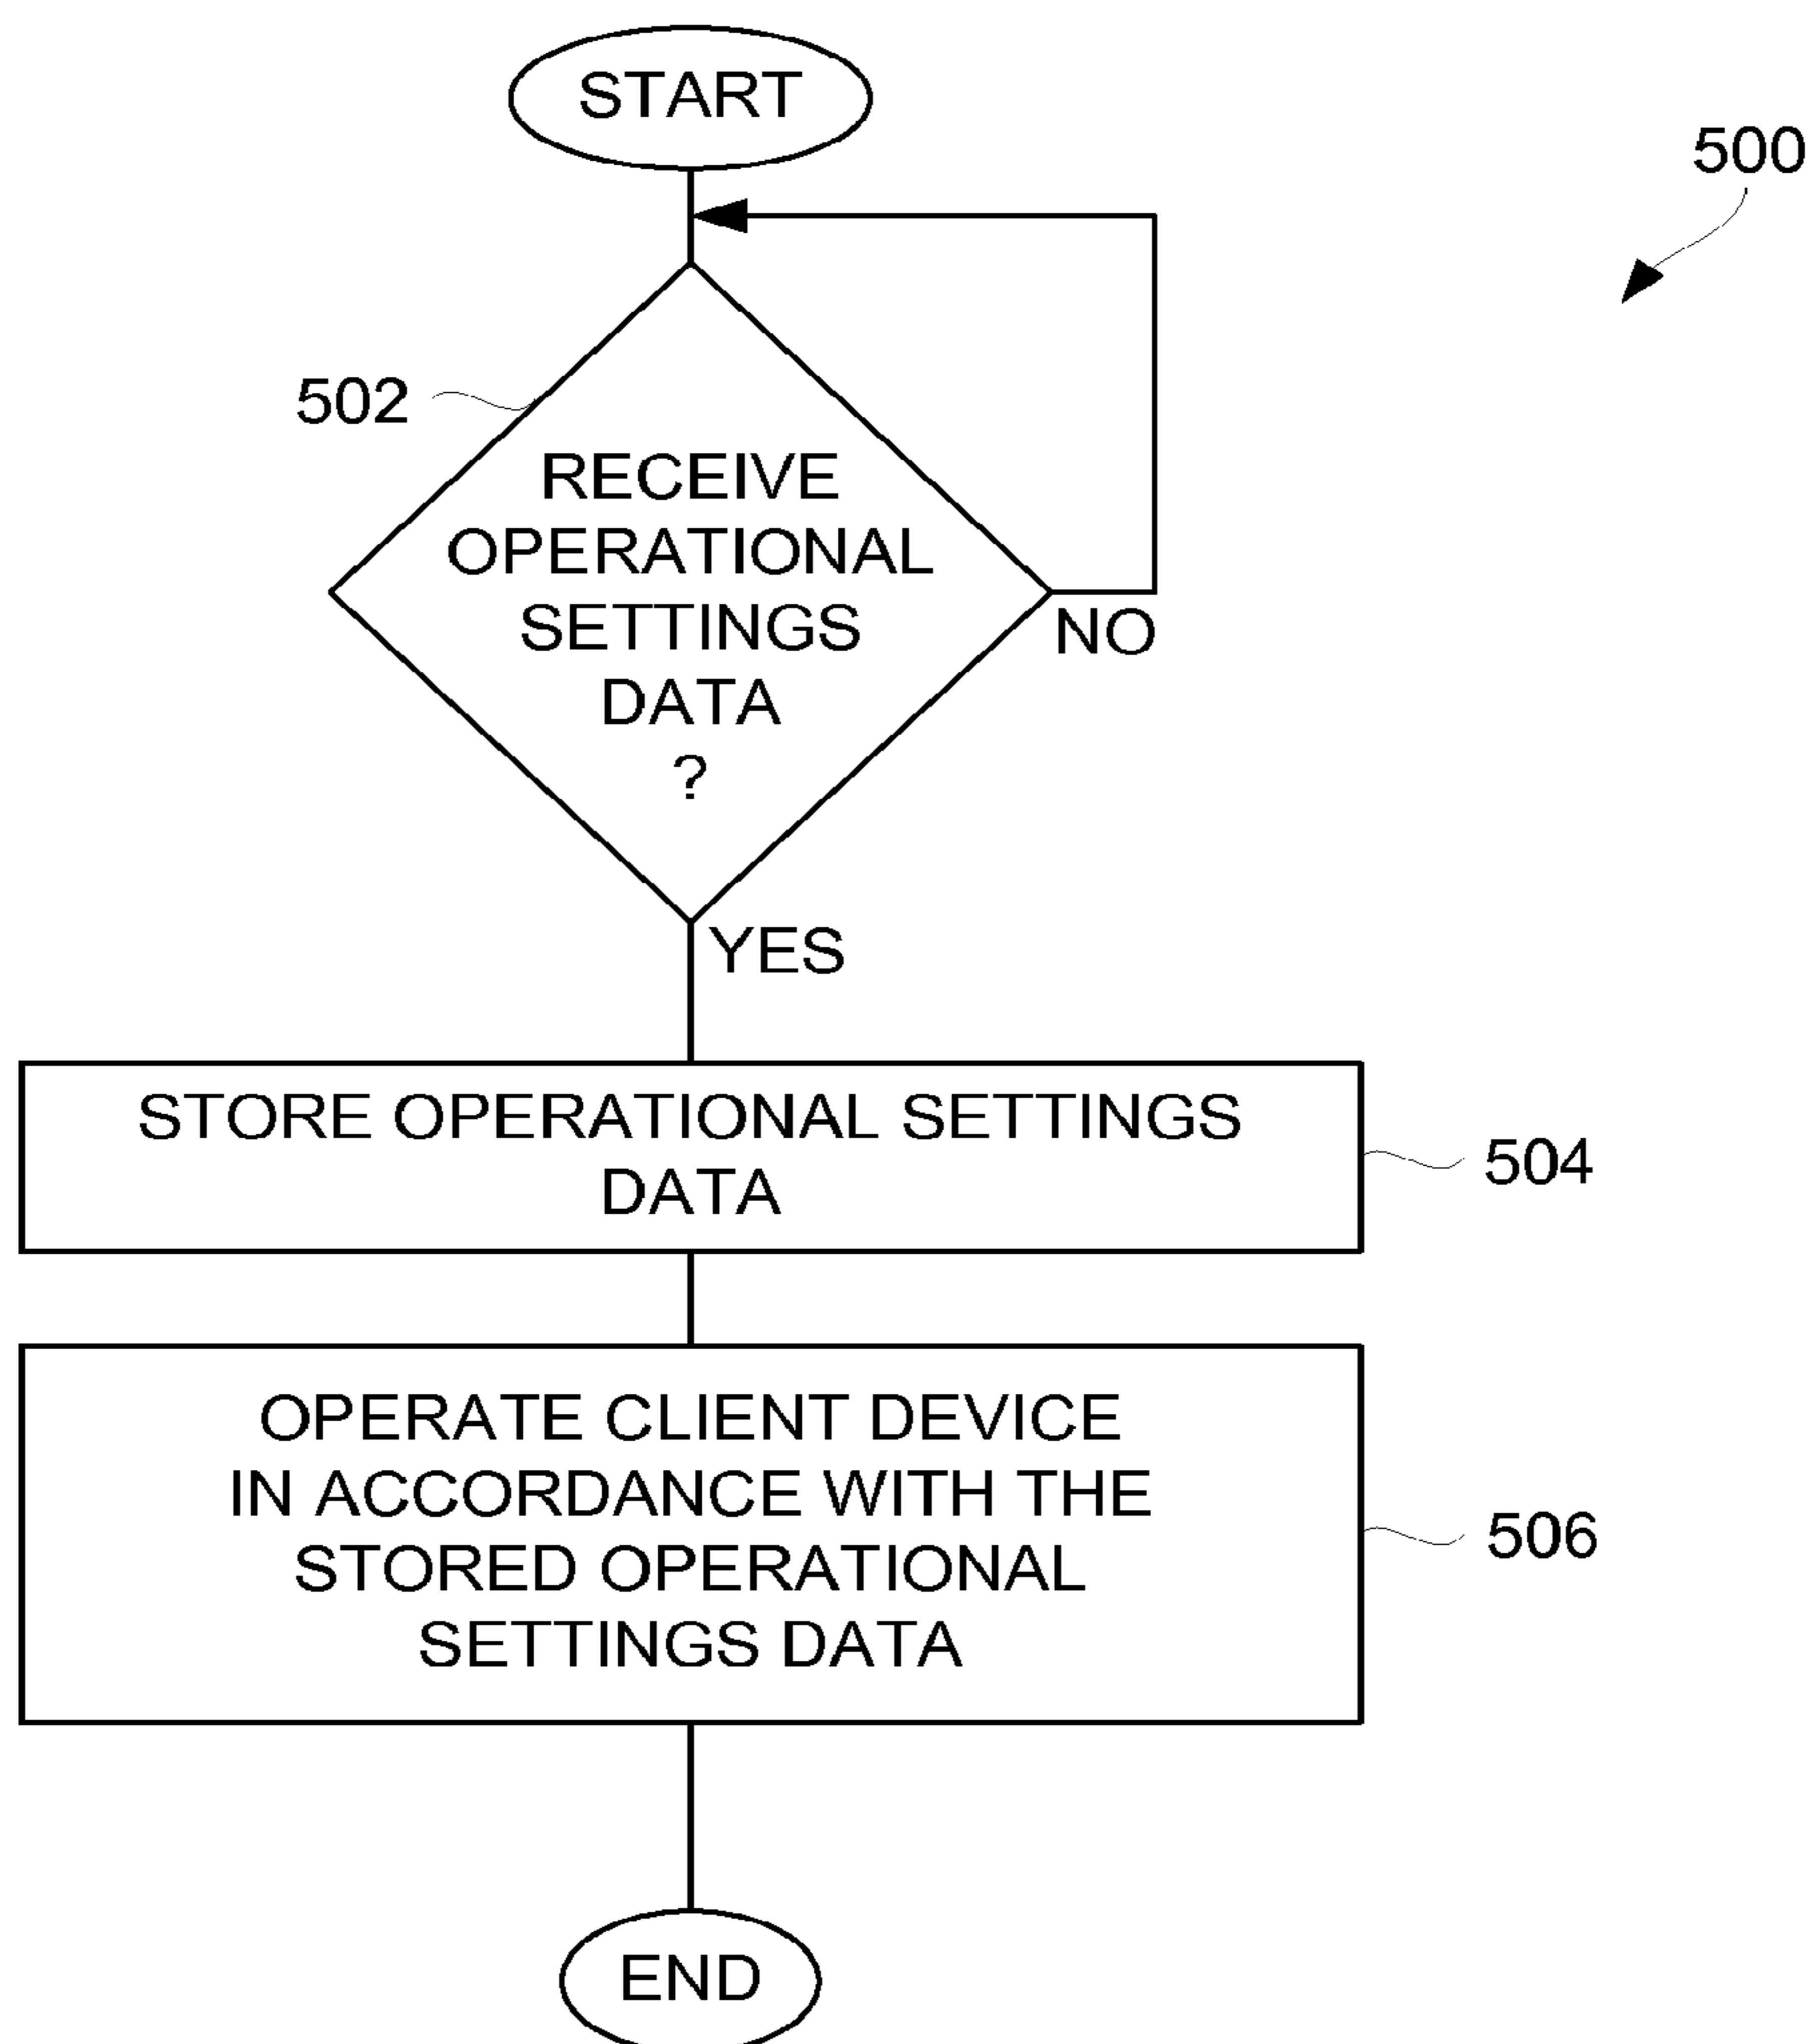 START
500
502
RECEIVE
OPERATIONAL
SETTINGS
DATA
?
NO
YES
STORE OPERATIONAL SETTINGS
DATA
504
OPERATE CLIENT DEVICE
IN ACCORDANCE WITH THE
STORED OPERATIONAL
SETTINGS DATA
506
END